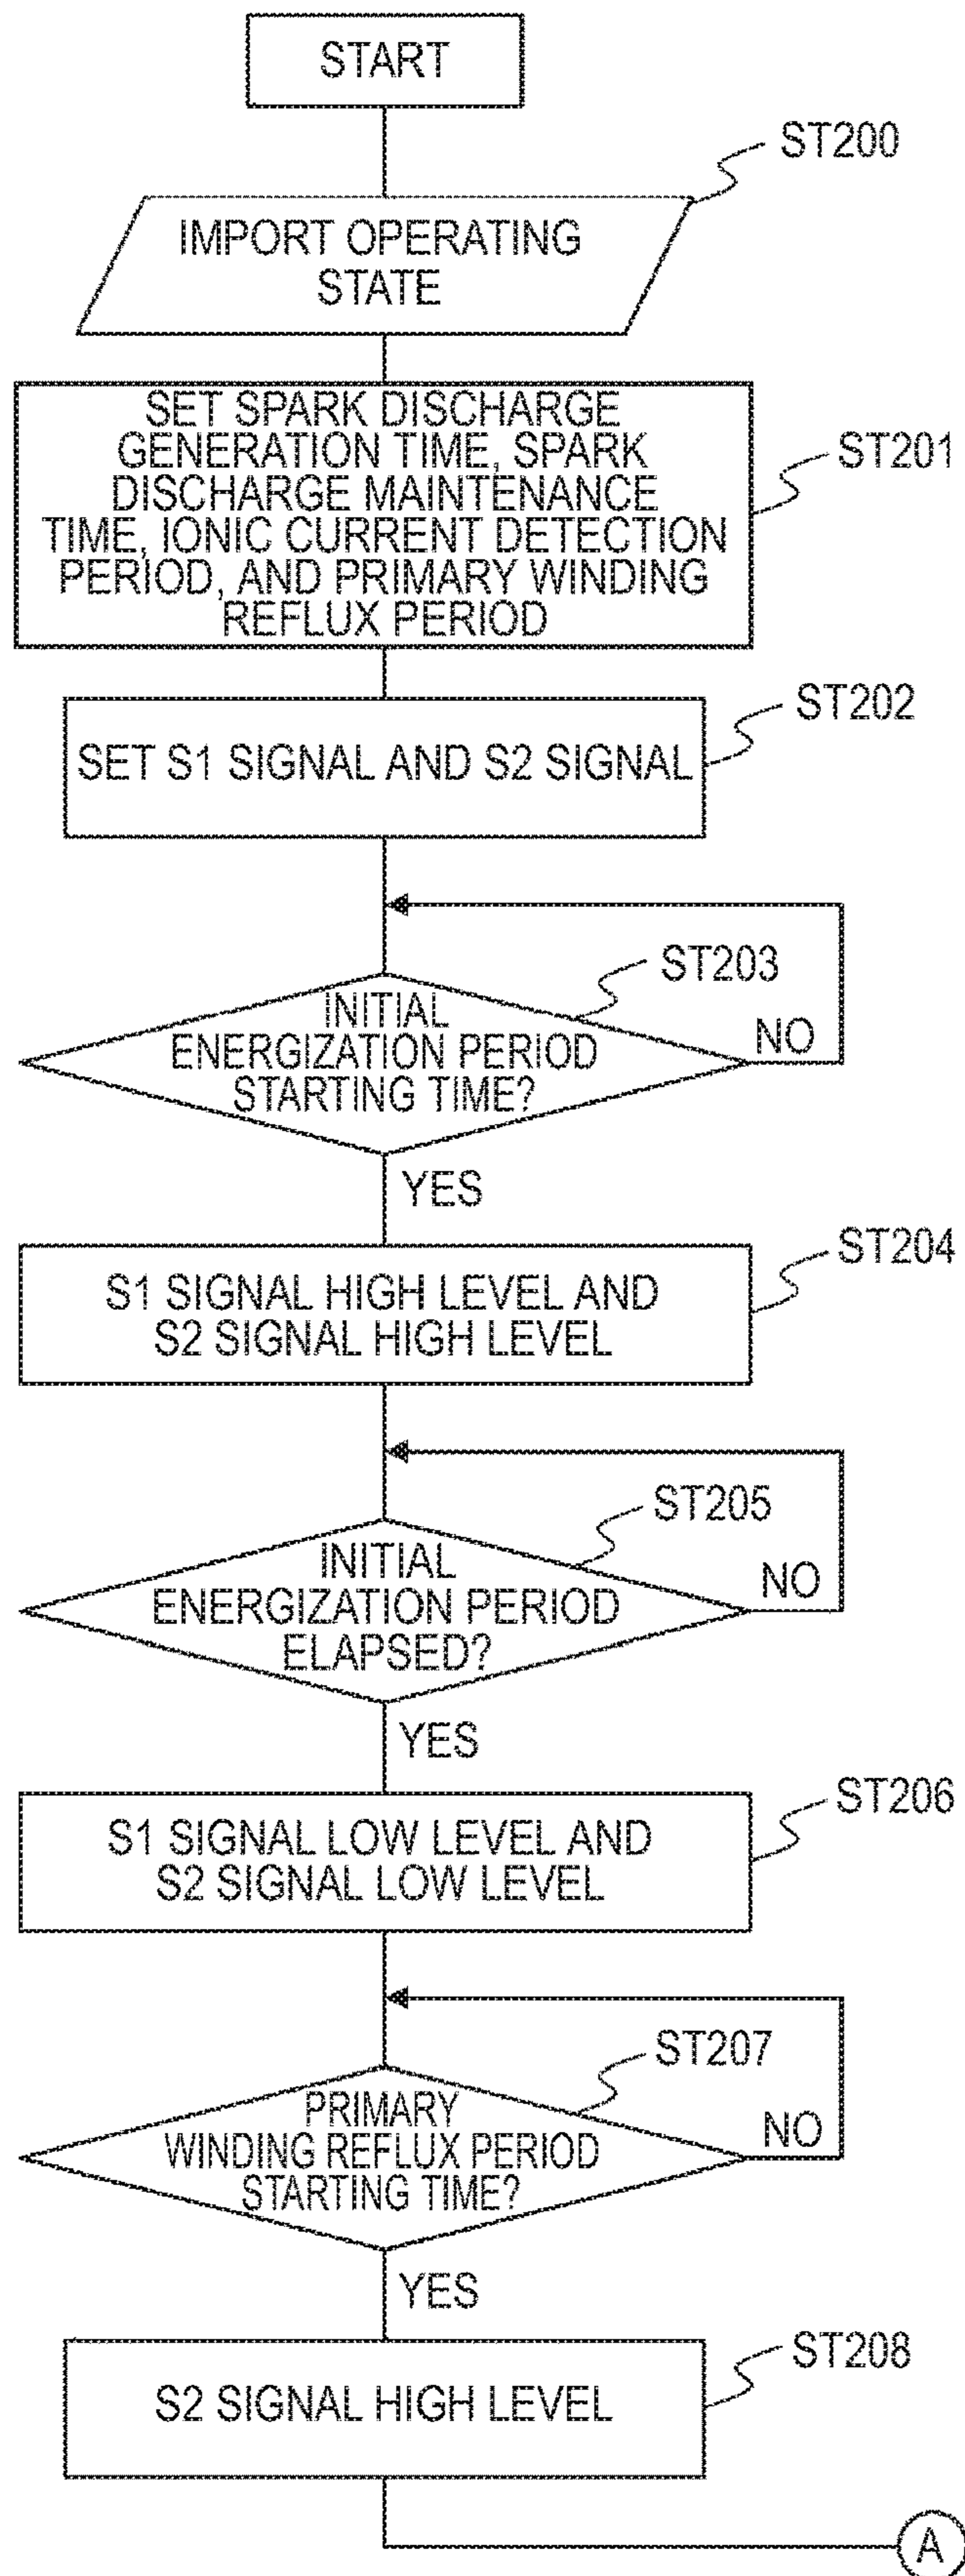 START
ST200
IMPORT OPERATING
STATE
SET SPARK DISCHARGE
GENERATION TIME, SPARK
DISCHARGE MAINTENANCE
TIME, IONIC CURRENT DETECTION
PERIOD, AND PRIMARY WINDING
REFLUX PERIOD
ST201
ST202
SET S1 SIGNAL AND S2 SIGNAL
ST203
INITIAL
ENERGIZATION PERIOD
STARTING TIME?
NO
YES
ST204
S1 SIGNAL HIGH LEVEL AND
S2 SIGNAL HIGH LEVEL
ST205
INITIAL
ENERGIZATION PERIOD
ELAPSED?
NO
YES
ST206
S1 SIGNAL LOW LEVEL AND
S2 SIGNAL LOW LEVEL
ST207
PRIMARY
WINDING REFLUX PERIOD
STARTING TIME?
NO
YES
ST208
S2 SIGNAL HIGH LEVEL
A